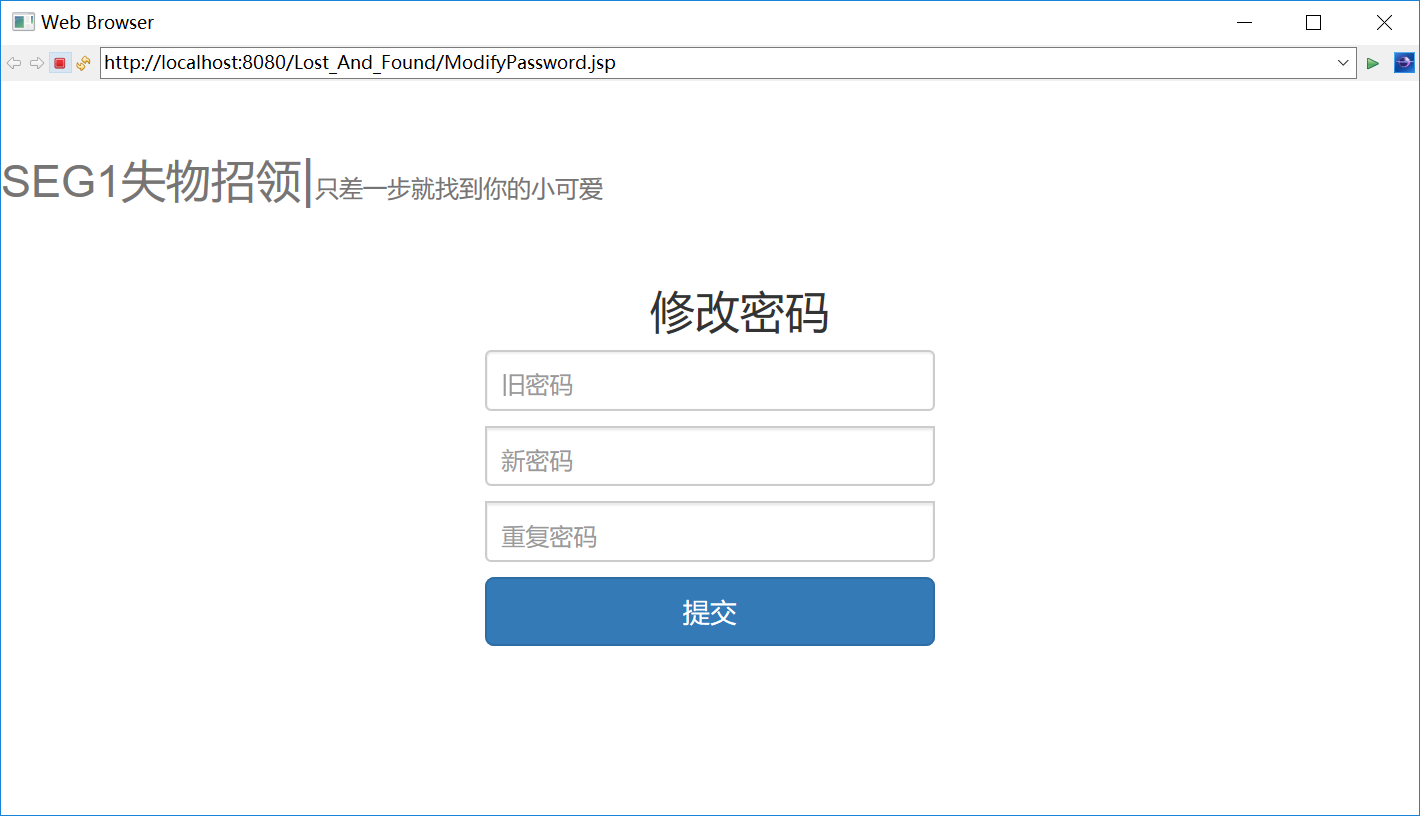 Web Browser
http://localhost:8080/Lost_And_Found/ModifyPassword.jsp
SEG1失物招领|只差一步就找到你的小可爱
修改密码
旧密码
新密码
重复密码
提交